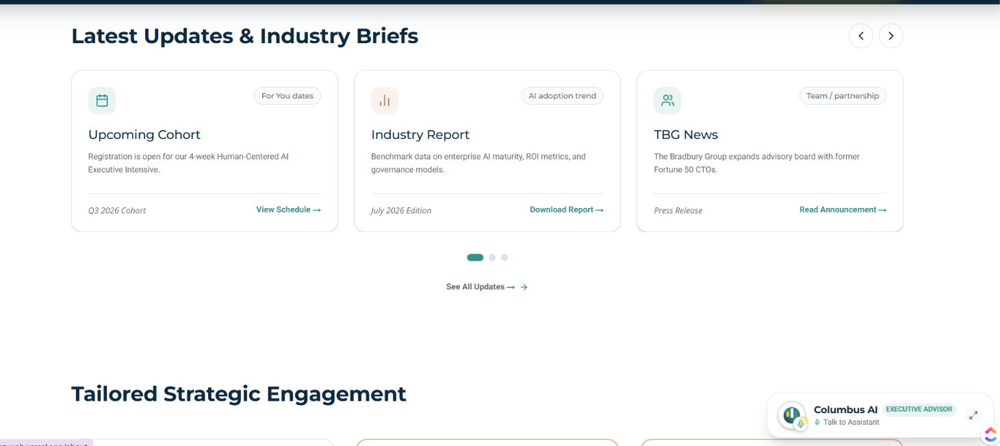 Latest Updates & Industry Briefs
For You dates
Upcoming Cohort
Registration is open for our 4-week Human-Centered AI
Executive Intensive.
Q3 2026 Cohort
View Schedule →
AI adoption trend
Industry Report
Benchmark data on enterprise AI maturity, ROI metrics, and
governance models.
July 2026 Edition
Download Report →
Team / partnership
TBG News
The Bradbury Group expands advisory board with former
Fortune 50 CTOs.
Press Release
Read Announcement →
See All Updates → →
Tailored Strategic Engagement
Columbus AI
EXECUTIVE ADVISOR
Talk to Assistant